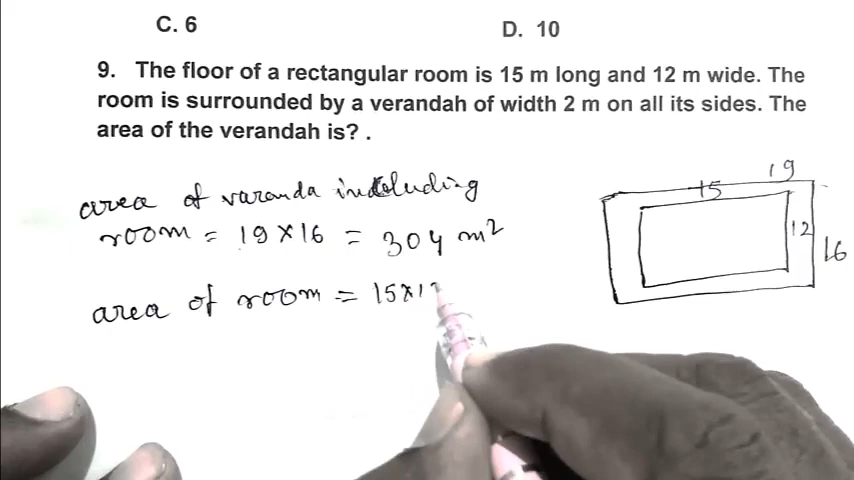 C. 6 D. 10
9. The floor of a rectangular room is 15 m long and 12 m wide. The
room is surrounded by a verandah of width 2 m on all its sides. The
area of the verandah is? .
19
15
area of varanda including
12
room = 19 × 16 = 304 m²
16
area of room = 15×12